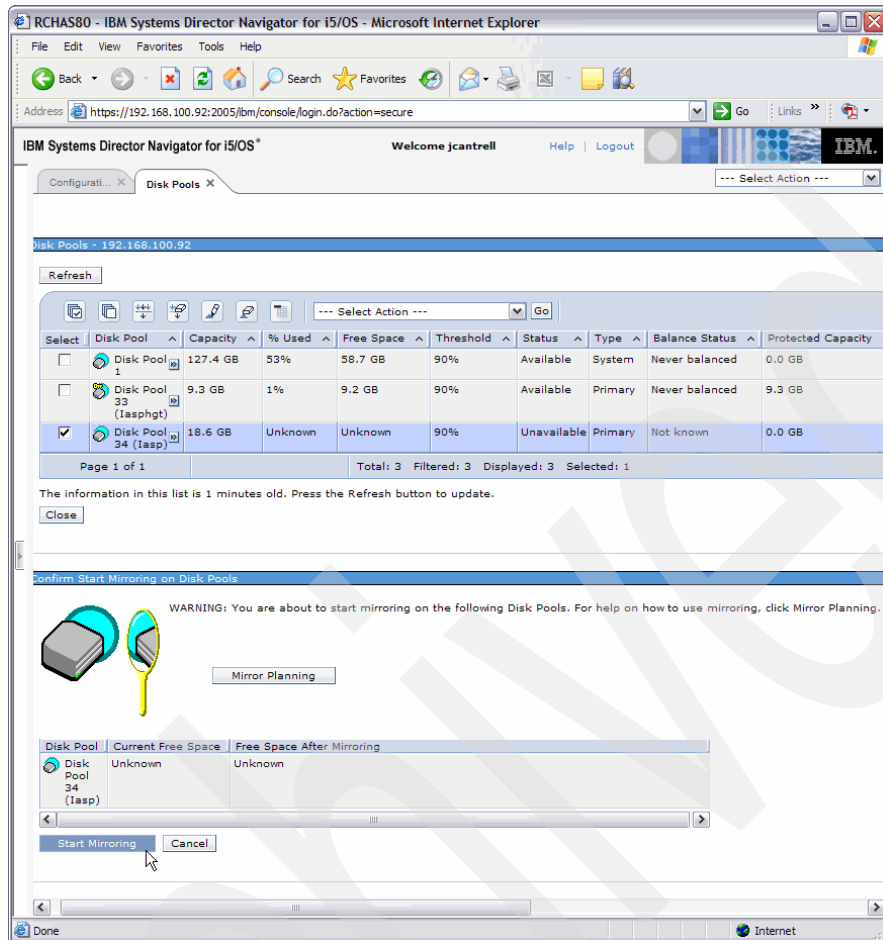 RCHAS80 - IBM Systems Director Navigator for i5/OS - Microsoft Internet Explorer
File Edit View Favorites Tools Help
Back Search Favorites
Address https://192.168.100.92:2005/ibm/console/login.do?action=secure Go Links »
IBM Systems Director Navigator for i5/OS® Welcome jcantrell Help | Logout IBM.
Configurati... X Disk Pools X --- Select Action ---
Disk Pools - 192.168.100.92
Refresh
--- Select Action --- Go
Select Disk Pool Capacity % Used Free Space Threshold Status Type Balance Status Protected Capacity
Disk Pool 127.4 GB 53% 58.7 GB 90% Available System Never balanced 0.0 GB
1
Disk Pool 9.3 GB 1% 9.2 GB 90% Available Primary Never balanced 9.3 GB
33
(Iasphgt)
Disk Pool 18.6 GB Unknown Unknown 90% Unavailable Primary Not known 0.0 GB
34 (Iasp)
Page 1 of 1 Total: 3 Filtered: 3 Displayed: 3 Selected: 1
The information in this list is 1 minutes old. Press the Refresh button to update.
Close
Confirm Start Mirroring on Disk Pools
WARNING: You are about to start mirroring on the following Disk Pools. For help on how to use mirroring, click Mirror Planning.
Mirror Planning
Disk Pool Current Free Space Free Space After Mirroring
Disk Unknown Unknown
Pool
34
(Iasp)
Start Mirroring Cancel
Done Internet